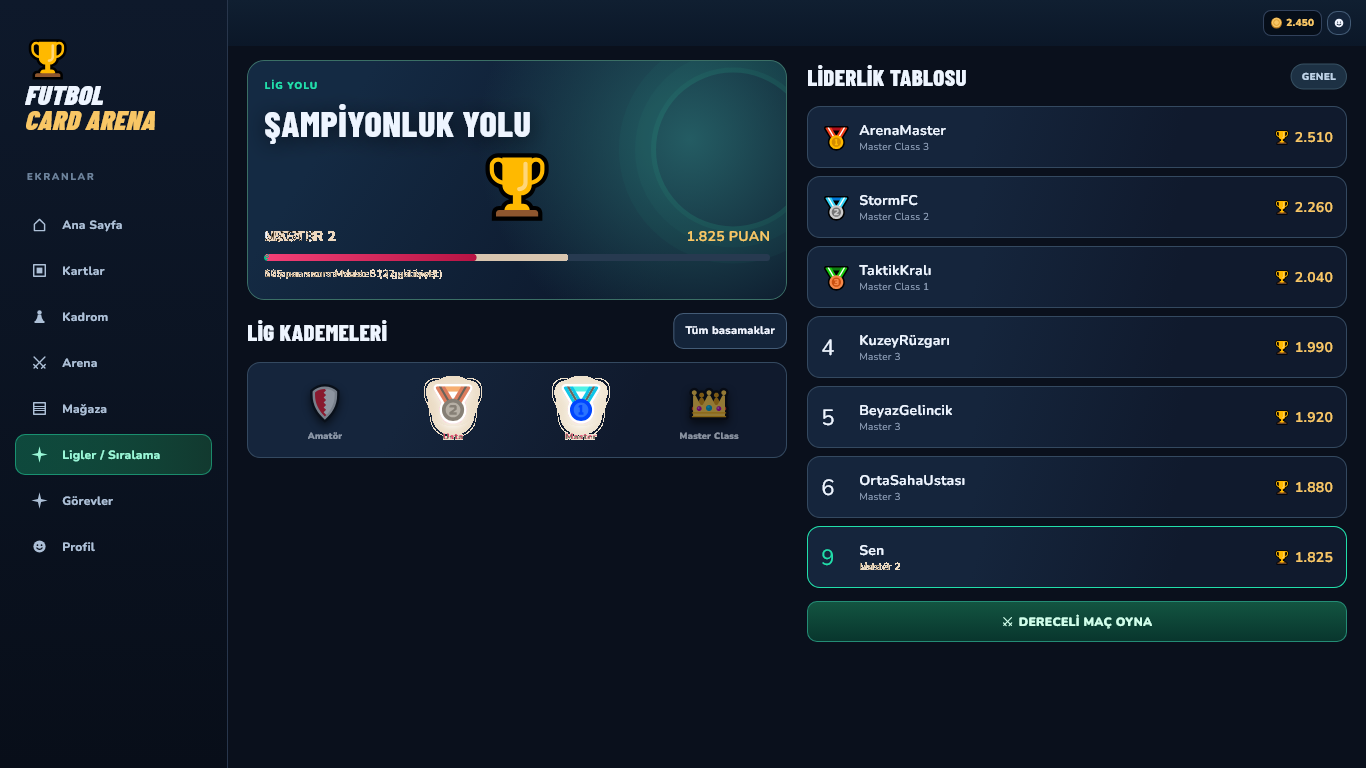 FUTBOL
CARD ARENA
EKRANLAR
Ana Sayfa
Kartlar
Kadrom
Arena
Mağaza
Ligler / Sıralama
Görevler
Profil
2.450
LİG YOLU
ŞAMPİYONLUK YOLU
2
1.825 PUAN
LİG KADEMELERİ
Tüm basamaklar
Amatör
Master Class
LİDERLİK TABLOSU
GENEL
ArenaMaster
Master Class 3
2.510
StormFC
Master Class 2
2.260
TaktikKralı
Master Class 1
2.040
4
KuzeyRüzgarı
Master 3
1.990
5
BeyazGelincik
Master 3
1.920
6
OrtaSahaUstası
Master 3
1.880
9
Sen
2
1.825
DERECELİ MAÇ OYNA